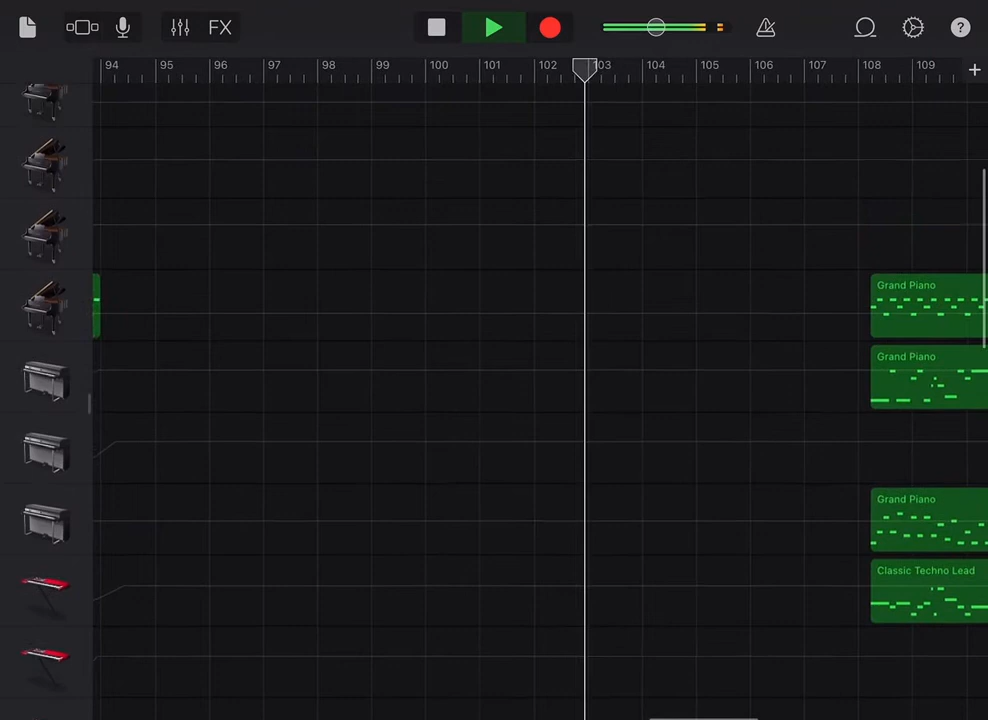 FX
?
94 95 96 97 98 99 100 101 102 103 104 105 106 107 108 109 +
Grand Piano
Grand Piano
Grand Piano
Classic Techno Lead